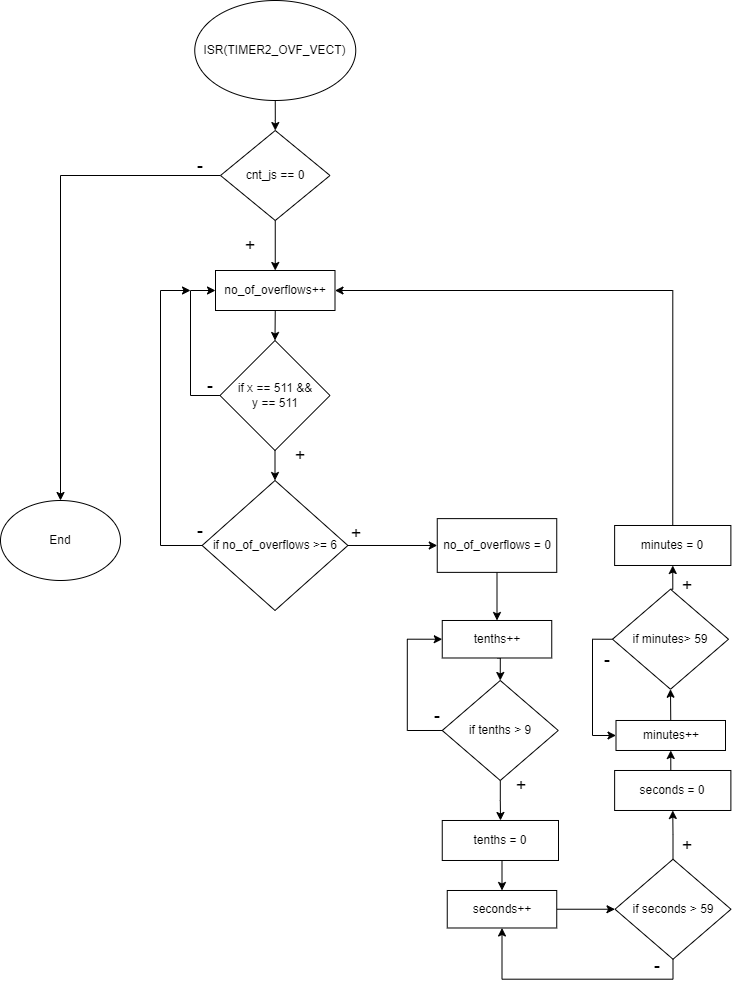 ISR(TIMER2_OVF_VECT)
-
cnt_js == 0
+
no_of_overflows++
-
if x == 511 &&
y == 511
+
-
if no_of_overflows >= 6
+
no_of_overflows = 0
End
tenths++
-
if tenths > 9
+
tenths = 0
seconds++
if seconds > 59
-
+
seconds = 0
minutes++
if minutes> 59
-
+
minutes = 0